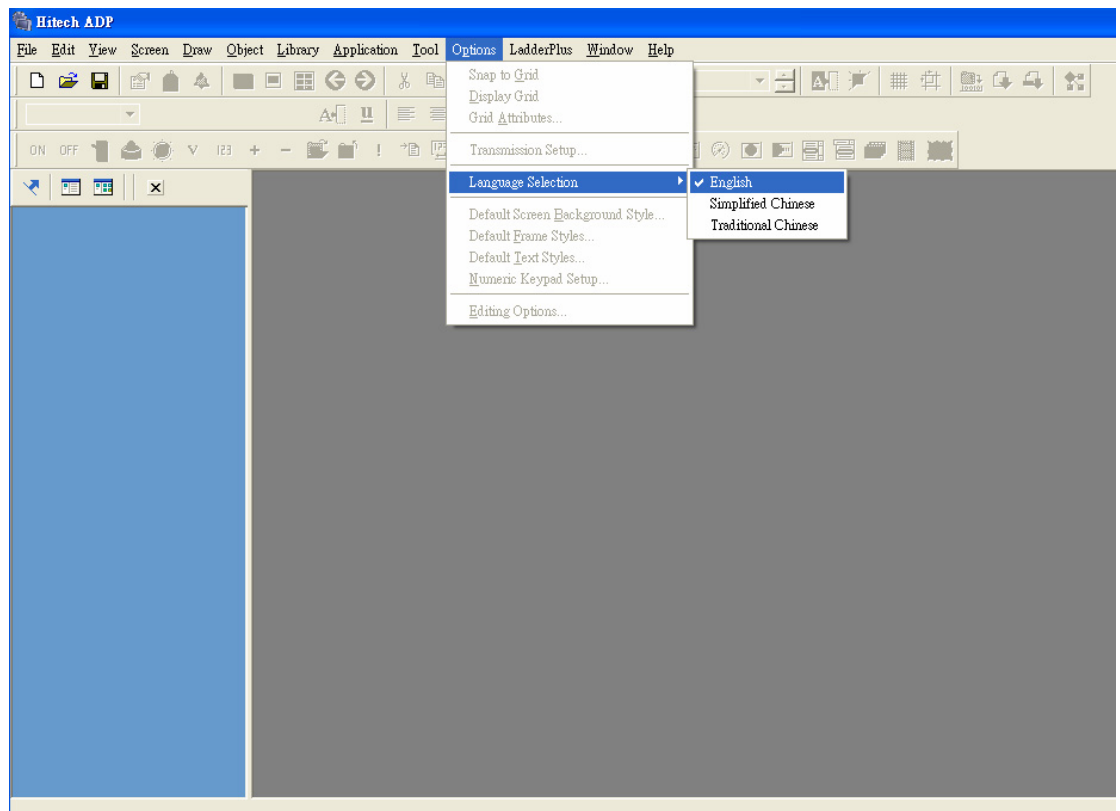 Hitech ADP
File Edit View Screen Draw Object Library Application Tool Options LadderPlus Window Help
Snap to Grid
Display Grid
Grid Attributes...
ON OFF V 123 + - !
Transmission Setup...
Language Selection
English
Simplified Chinese
Traditional Chinese
Default Screen Background Style...
Default Frame Styles...
Default Text Styles...
Numeric Keypad Setup...
Editing Options...